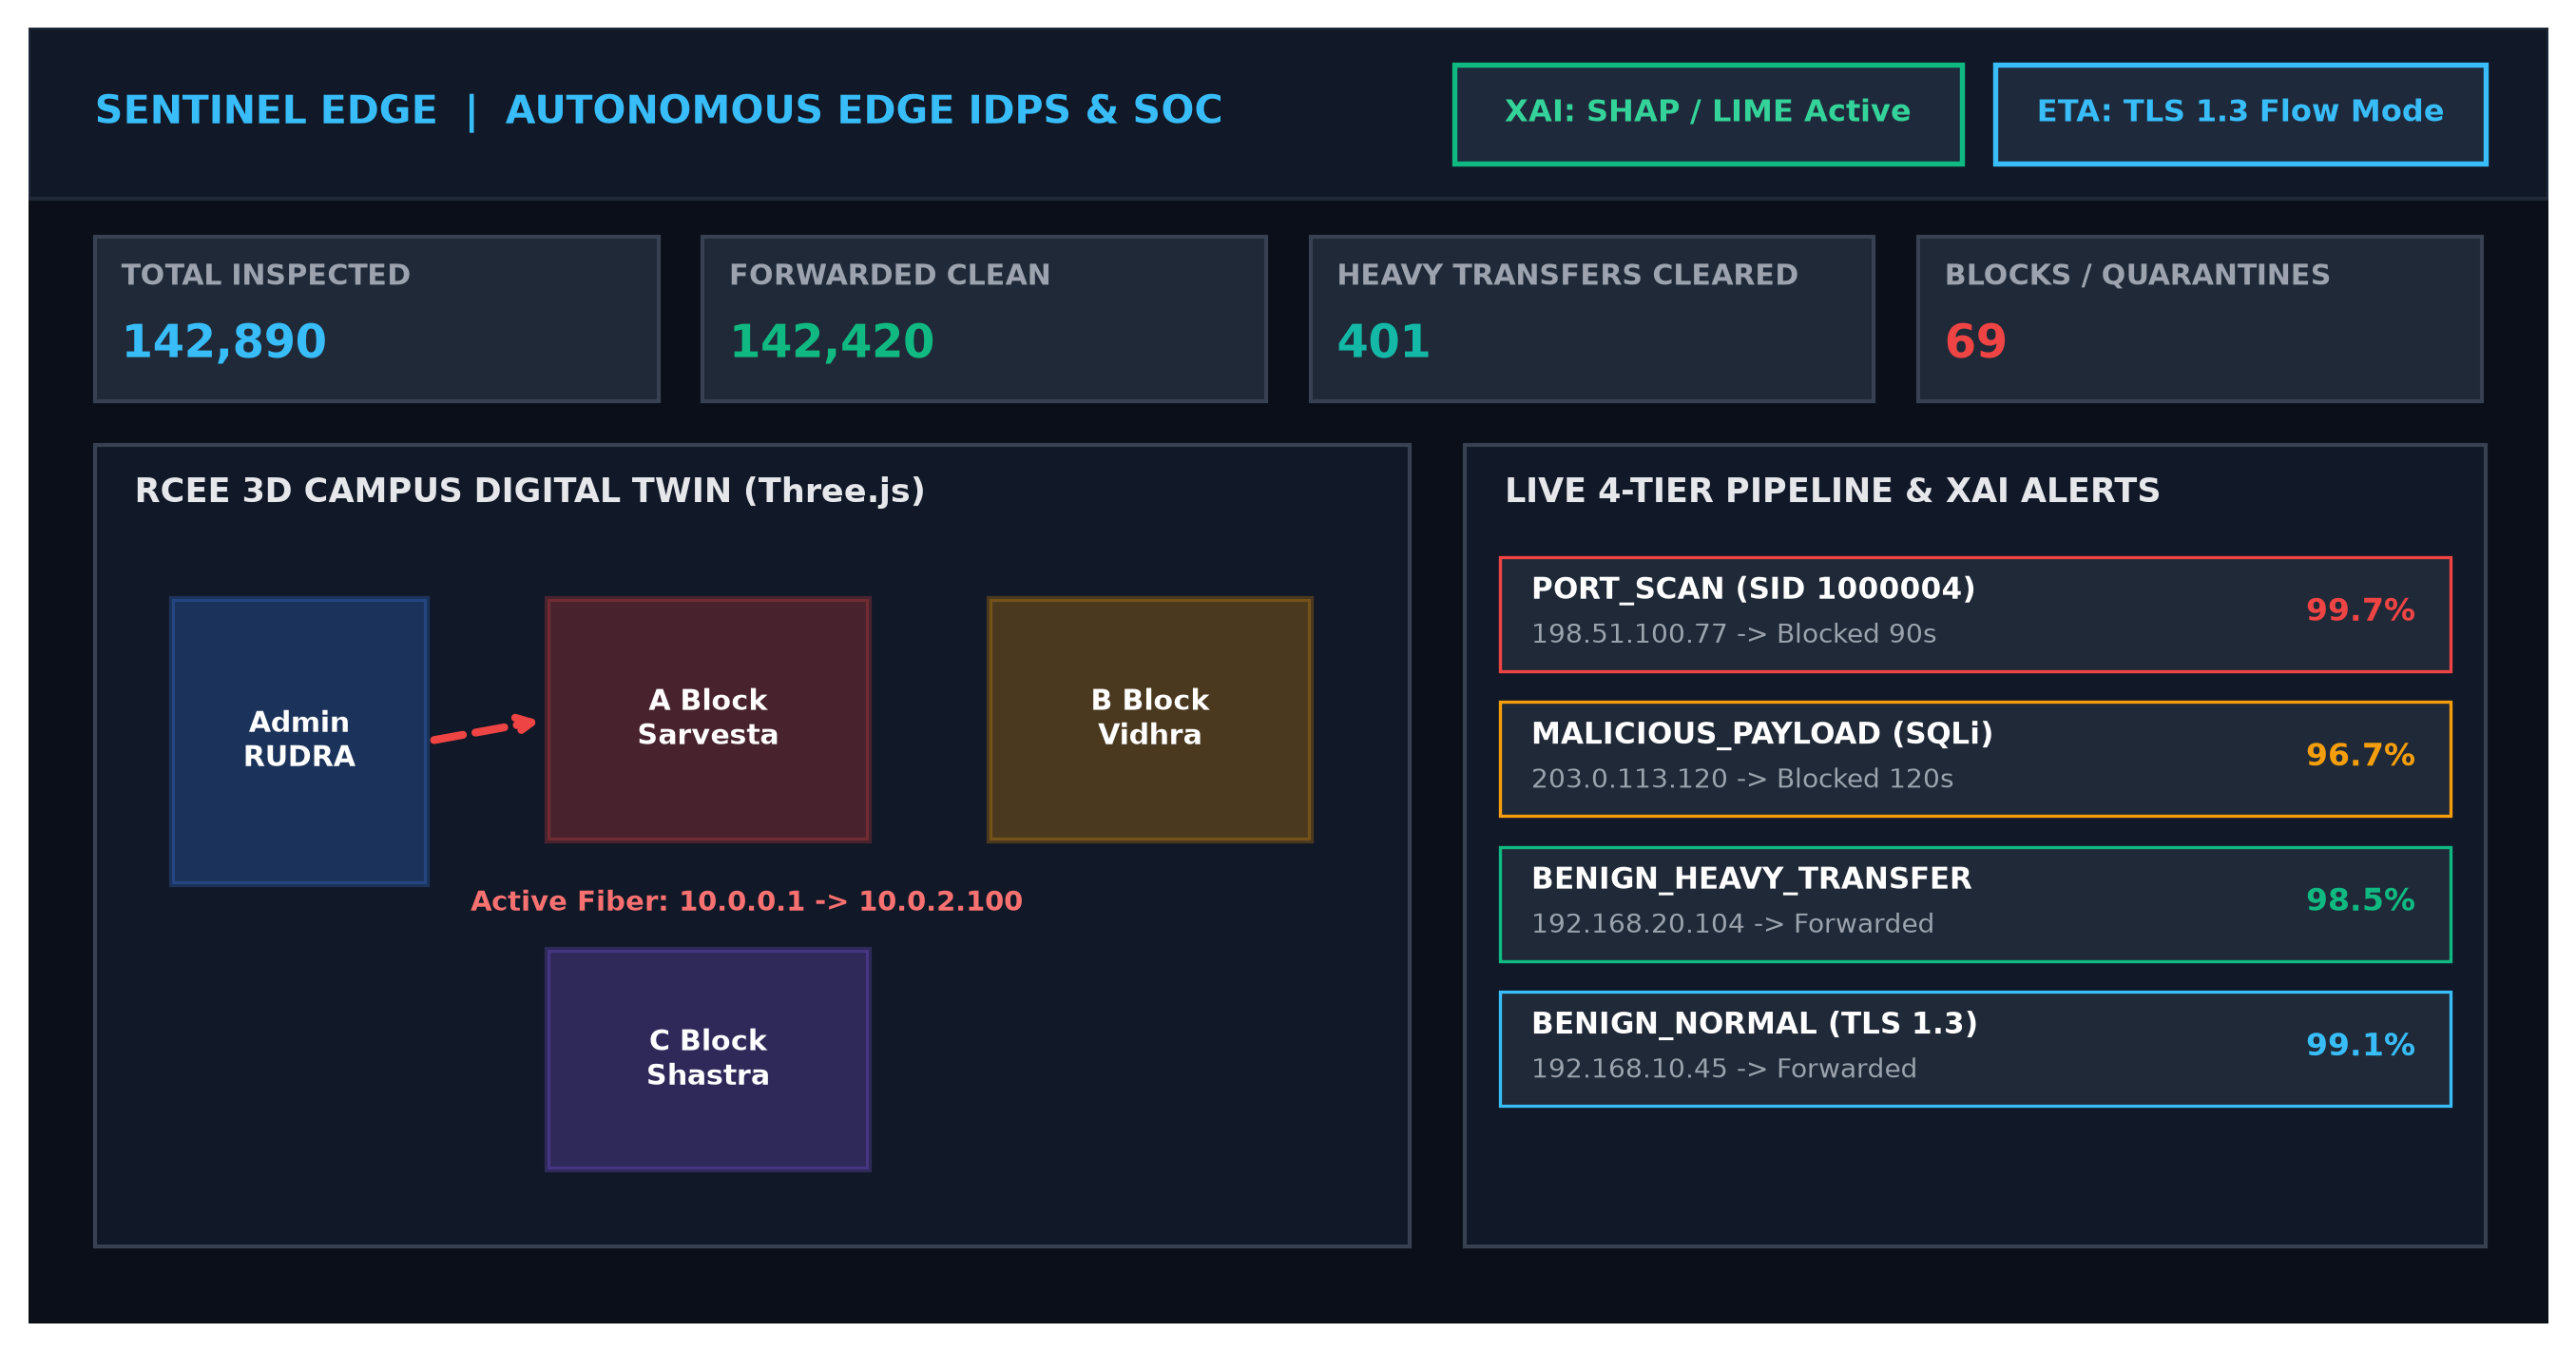 SENTINEL EDGE | AUTONOMOUS EDGE IDPS & SOC
XAI: SHAP / LIME Active
ETA: TLS 1.3 Flow Mode
TOTAL INSPECTED
142,890
FORWARDED CLEAN
142,420
HEAVY TRANSFERS CLEARED
401
BLOCKS / QUARANTINES
69
RCEE 3D CAMPUS DIGITAL TWIN (Three.js)
Admin
RUDRA
A Block
Sarvesta
B Block
Vidhra
Active Fiber: 10.0.0.1 -> 10.0.2.100
C Block
Shastra
LIVE 4-TIER PIPELINE & XAI ALERTS
PORT_SCAN (SID 1000004)
198.51.100.77 -> Blocked 90s
99.7%
MALICIOUS_PAYLOAD (SQLi)
203.0.113.120 -> Blocked 120s
96.7%
BENIGN_HEAVY_TRANSFER
192.168.20.104 -> Forwarded
98.5%
BENIGN_NORMAL (TLS 1.3)
192.168.10.45 -> Forwarded
99.1%